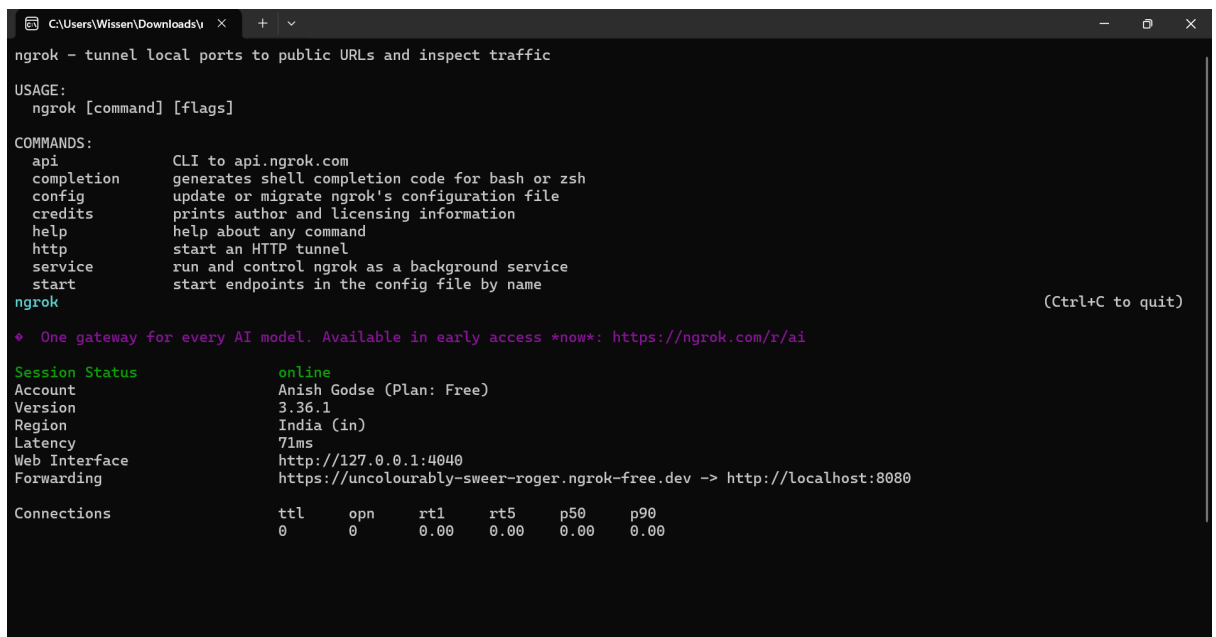 C:\Users\Wissen\Downloads\
ngrok - tunnel local ports to public URLs and inspect traffic
USAGE:
ngrok [command] [flags]
COMMANDS:
api CLI to api.ngrok.com
completion generates shell completion code for bash or zsh
config update or migrate ngrok's configuration file
credits prints author and licensing information
help help about any command
http start an HTTP tunnel
service run and control ngrok as a background service
start start endpoints in the config file by name
ngrok (Ctrl+C to quit)
One gateway for every AI model. Available in early access *now*: https://ngrok.com/r/ai
Session Status online
Account Anish Godse (Plan: Free)
Version 3.36.1
Region India (in)
Latency 71ms
Web Interface http://127.0.0.1:4040
Forwarding https://uncolourably-sweer-roger.ngrok-free.dev -> http://localhost:8080
Connections ttl opn rt1 rt5 p50 p90
0 0 0.00 0.00 0.00 0.00